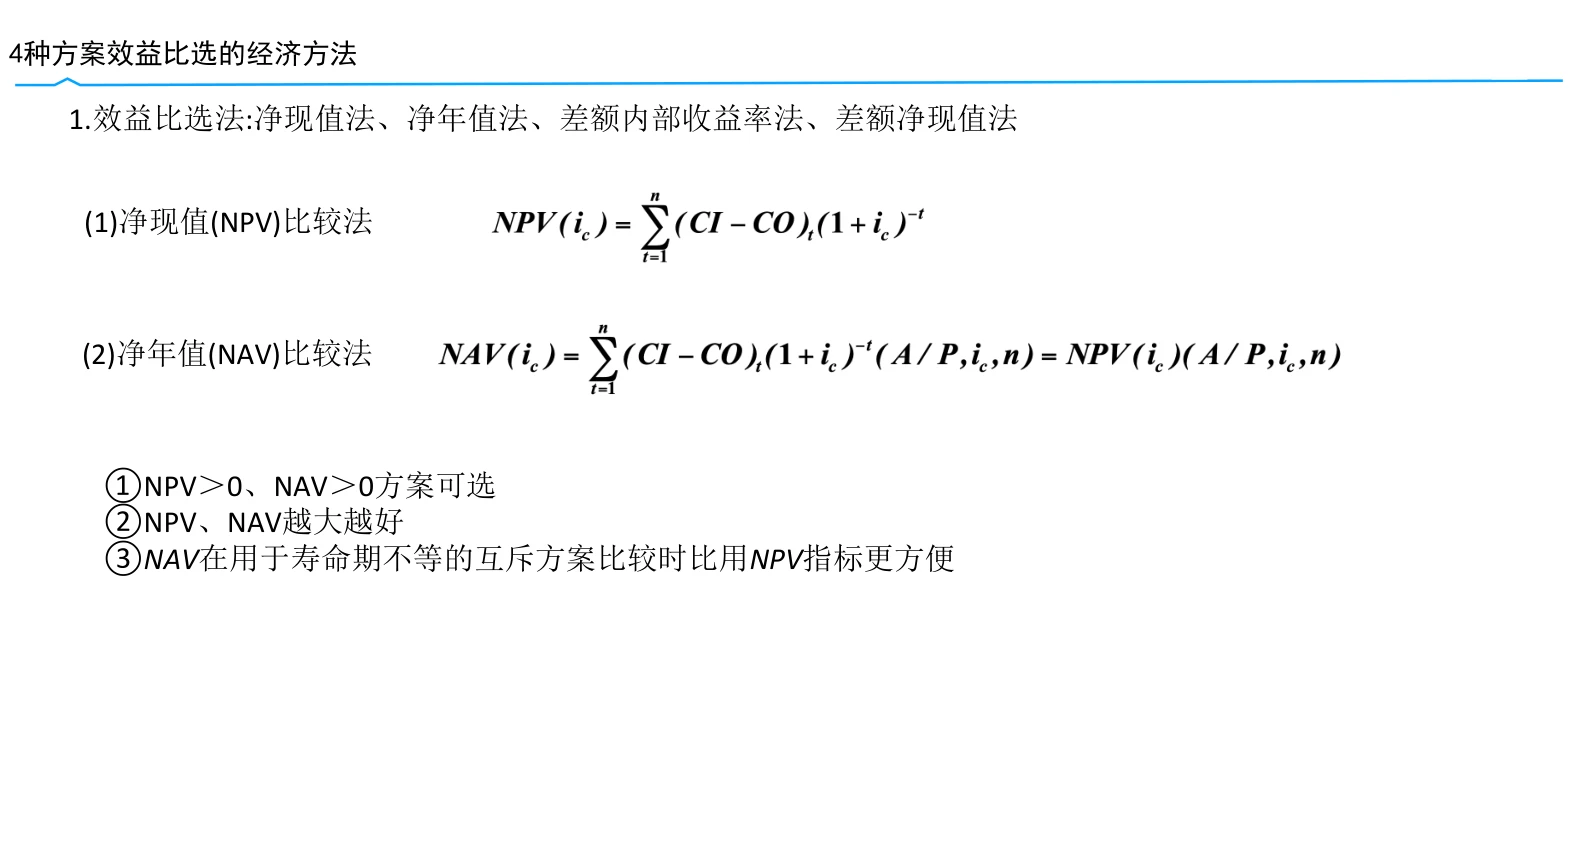 4种方案效益比选的经济方法
1.效益比选法:净现值法、净年值法、差额内部收益率法、差额净现值法
(1)净现值(NPV)比较法 NPV(i_c) = ∑_{t=1}^{n}(CI – CO)_t(1 + i_c)^{–t}
(2)净年值(NAV)比较法 NAV(i_c) = ∑_{t=1}^{n}(CI – CO)_t(1 + i_c)^{–t}(A / P,i_c,n) = NPV(i_c)(A / P,i_c,n)
①NPV＞0、NAV＞0方案可选
②NPV、NAV越大越好
③NAV在用于寿命期不等的互斥方案比较时比用NPV指标更方便